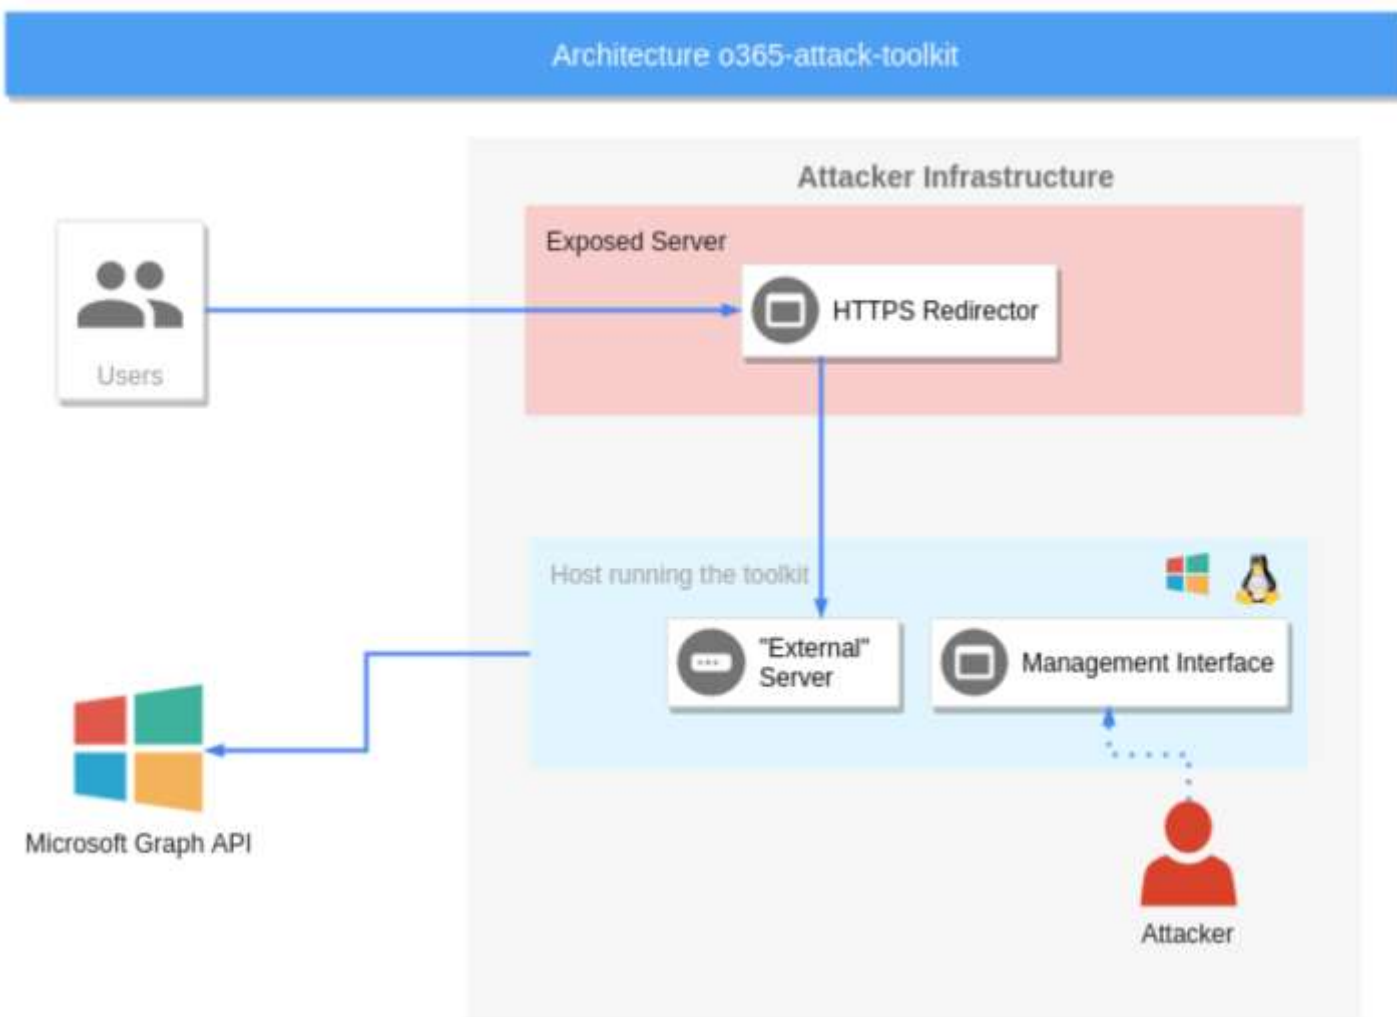 Architecture o365-attack-toolkit
Attacker Infrastructure
Exposed Server
HTTPS Redirector
Users
Host running the toolkit
"External"
Server
Management Interface
Microsoft Graph API
Attacker